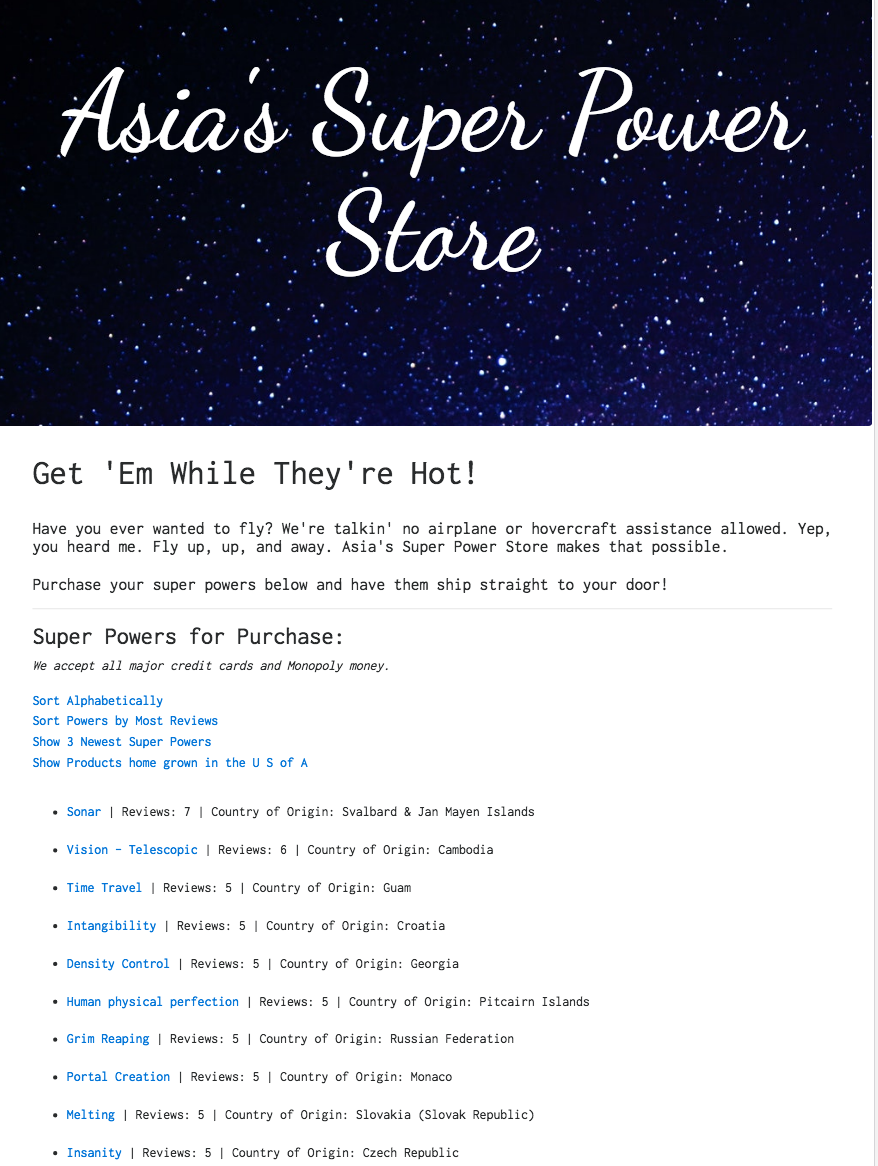 Asia's Super Power
Store
Get 'Em While They're Hot!
Have you ever wanted to fly? We're talkin' no airplane or hovercraft assistance allowed. Yep,
you heard me. Fly up, up, and away. Asia's Super Power Store makes that possible.
Purchase your super powers below and have them ship straight to your door!
Super Powers for Purchase:
We accept all major credit cards and Monopoly money.
Sort Alphabetically
Sort Powers by Most Reviews
Show 3 Newest Super Powers
Show Products home grown in the U S of A
• Sonar | Reviews: 7 | Country of Origin: Svalbard & Jan Mayen Islands
• Vision - Telescopic | Reviews: 6 | Country of Origin: Cambodia
• Time Travel | Reviews: 5 | Country of Origin: Guam
• Intangibility | Reviews: 5 | Country of Origin: Croatia
• Density Control | Reviews: 5 | Country of Origin: Georgia
• Human physical perfection | Reviews: 5 | Country of Origin: Pitcairn Islands
• Grim Reaping | Reviews: 5 | Country of Origin: Russian Federation
• Portal Creation | Reviews: 5 | Country of Origin: Monaco
• Melting | Reviews: 5 | Country of Origin: Slovakia (Slovak Republic)
• Insanity | Reviews: 5 | Country of Origin: Czech Republic